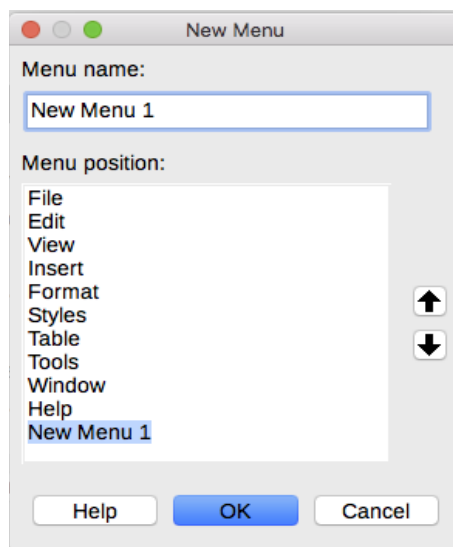 New Menu
Menu name:
New Menu 1
Menu position:
File
Edit
View
Insert
Format
Styles
Table
Tools
Window
Help
New Menu 1
Help OK Cancel